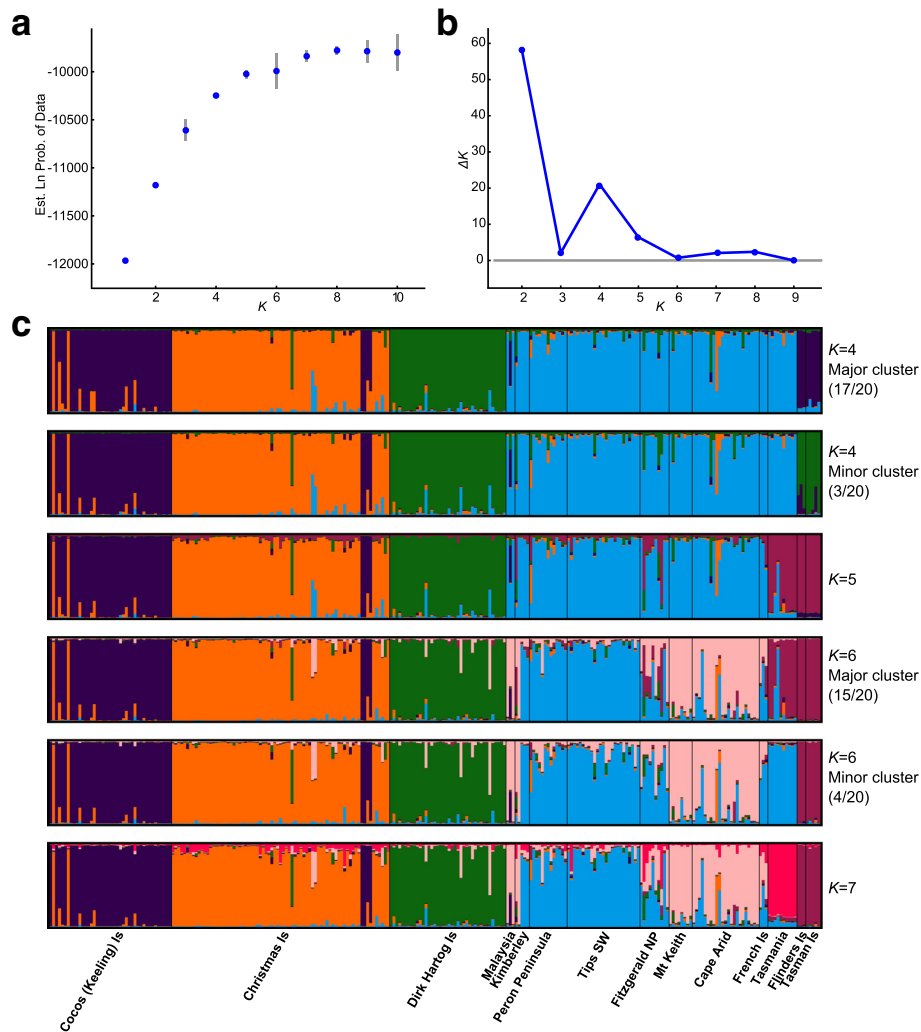 a
Est. Ln Prob. of Data
-10000
-10500
-11000
-11500
-12000
2
4
6
8
10
K
b
ΔK
60
50
40
30
20
10
0
2
3
4
5
6
7
8
9
K
c
K=4
Major cluster
(17/20)
K=4
Minor cluster
(3/20)
K=5
K=6
Major cluster
(15/20)
K=6
Minor cluster
(4/20)
K=7
Cocos (Keeling) Is
Christmas Is
Dirk Hartog Is
Malaysia
Kimberley
Peron Peninsula
Tips SW
Fitzgerald NP
Mt Keith
Cape Arid
French Is
Tasmania
Flinders Is
Tasman Is